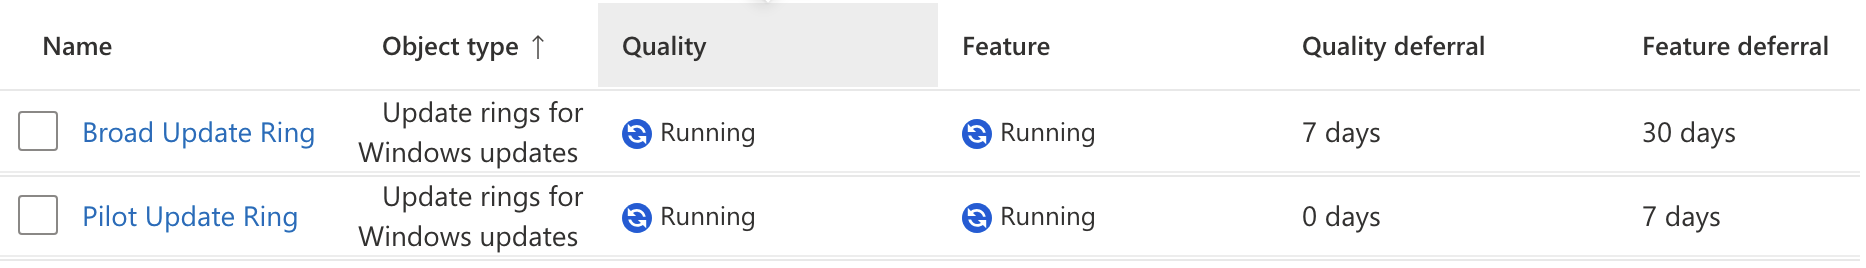 Name Object type ↑ Quality Feature Quality deferral Feature deferral
Broad Update Ring Update rings for Windows updates Running Running 7 days 30 days
Pilot Update Ring Update rings for Windows updates Running Running 0 days 7 days